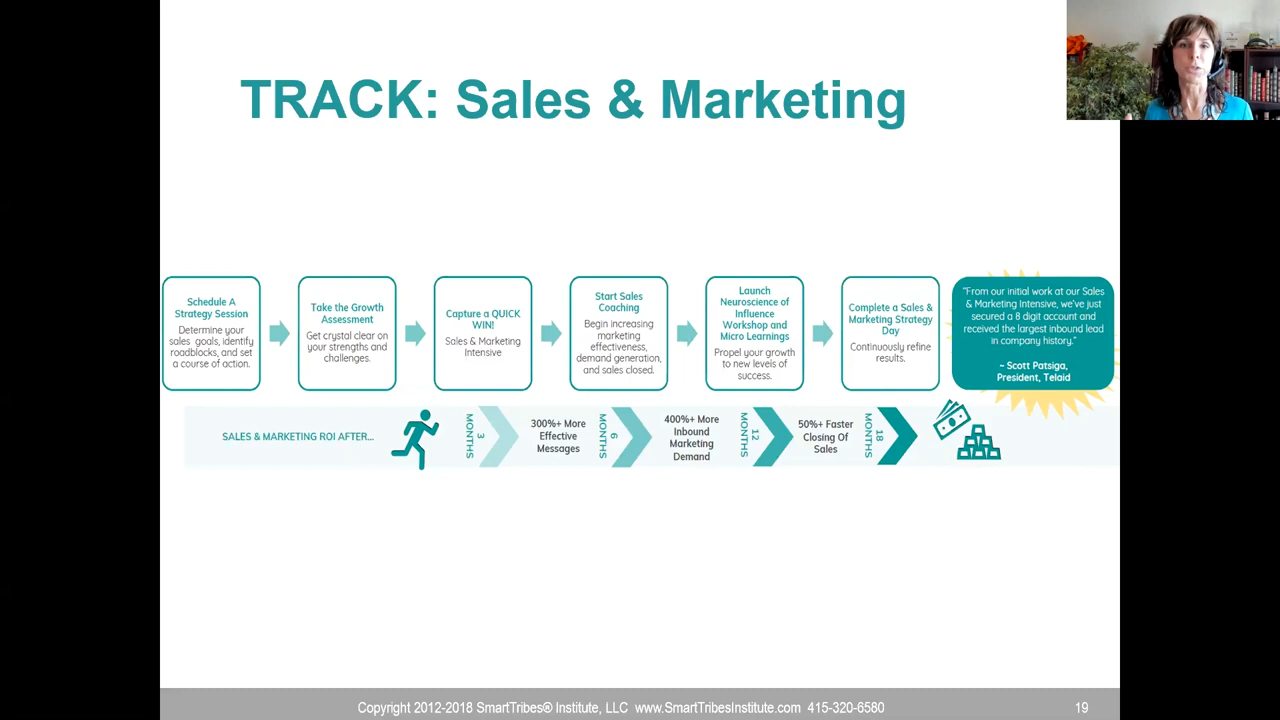 TRACK: Sales & Marketing
Schedule A
Strategy Session
Determine your
sales goals, identify
roadblocks, and set
a course of action.
Take the Growth
Assessment
Get crystal clear on
your strengths and
challenges.
Capture a QUICK
WIN!
Sales & Marketing
Intensive
Start Sales
Coaching
Begin increasing
marketing
effectiveness,
demand generation,
and sales closed.
Launch
Neuroscience of
Influence
Workshop and
Micro Learnings
Propel your growth
to new levels of
success.
Complete a Sales &
Marketing Strategy
Day
Continuously refine
results.
“From our initial work at our Sales
& Marketing Intensive, we’ve just
secured a 8 digit account and
received the largest inbound lead
in company history.”
~ Scott Patsiga,
President, Telaid
SALES & MARKETING ROI AFTER...
3
MONTHS
300%+ More
Effective
Messages
6
MONTHS
400%+ More
Inbound
Marketing
Demand
12
MONTHS
50%+ Faster
Closing Of
Sales
18
MONTHS
Copyright 2012-2018 SmartTribes® Institute, LLC www.SmartTribesInstitute.com 415-320-6580
19